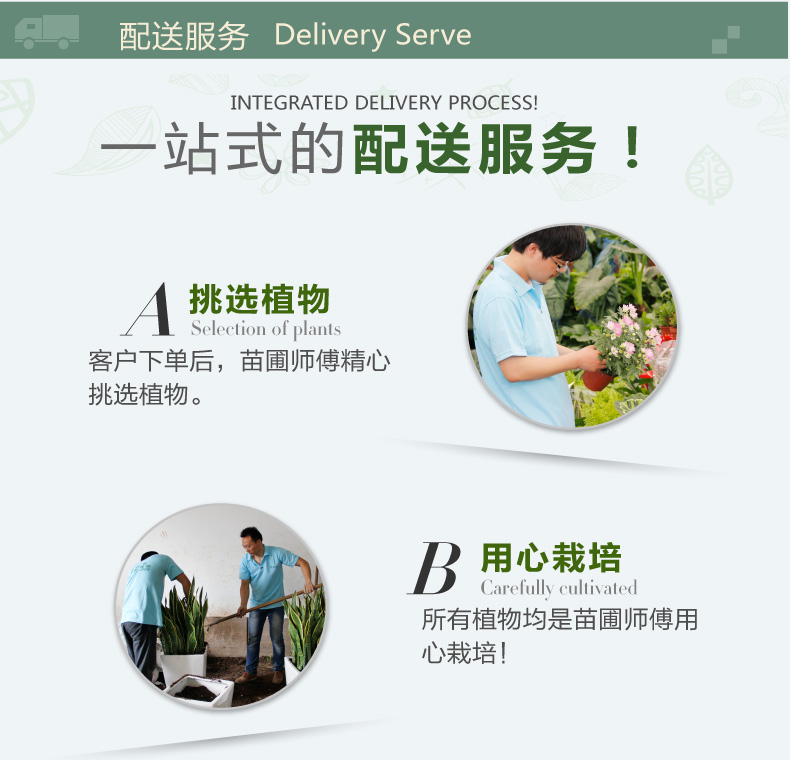 配送服务 Delivery Serve
INTEGRATED DELIVERY PROCESS!
一站式的配送服务！
A 挑选植物
Selection of plants
客户下单后，苗圃师傅精心
挑选植物。
B 用心栽培
Carefully cultivated
所有植物均是苗圃师傅用
心栽培！